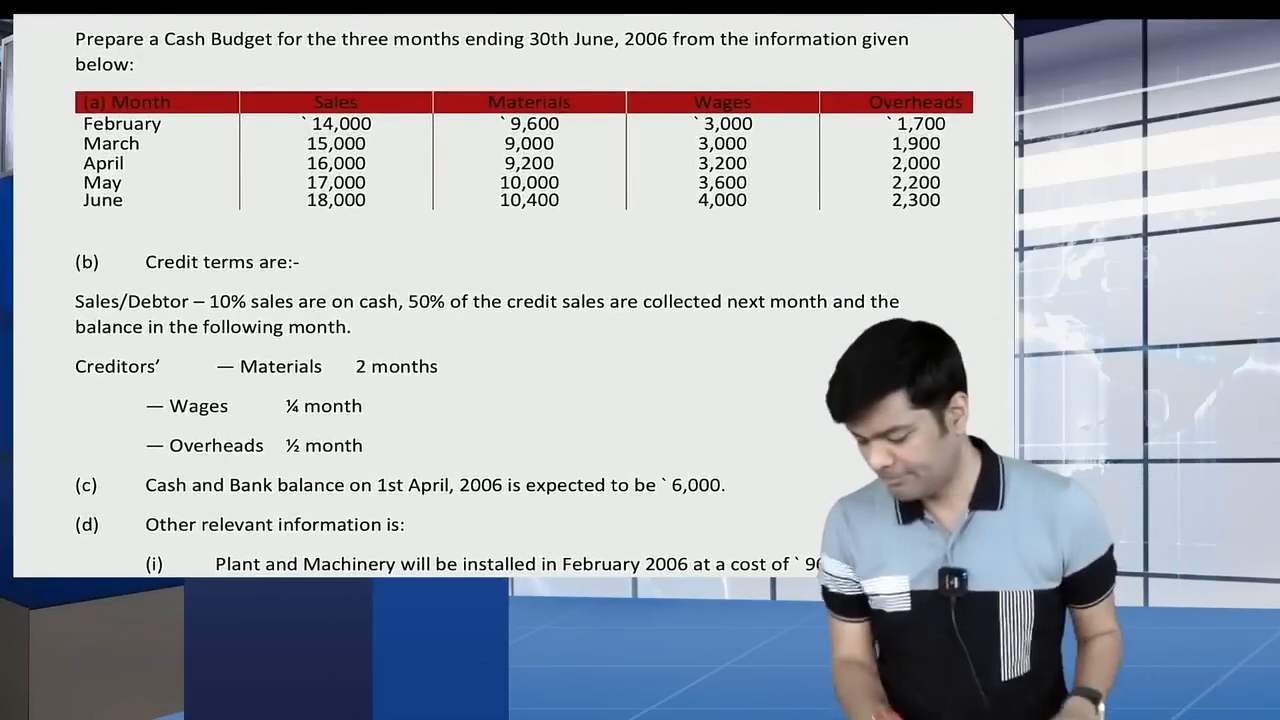 Prepare a Cash Budget for the three months ending 30th June, 2006 from the information given
below:
(a) Month Sales Materials Wages Overheads
February ` 14,000 ` 9,600 ` 3,000 ` 1,700
March 15,000 9,000 3,000 1,900
April 16,000 9,200 3,200 2,000
May 17,000 10,000 3,600 2,200
June 18,000 10,400 4,000 2,300
(b) Credit terms are:-
Sales/Debtor – 10% sales are on cash, 50% of the credit sales are collected next month and the
balance in the following month.
Creditors’ — Materials 2 months
— Wages ¼ month
— Overheads ½ month
(c) Cash and Bank balance on 1st April, 2006 is expected to be ` 6,000.
(d) Other relevant information is:
(i) Plant and Machinery will be installed in February 2006 at a cost of `